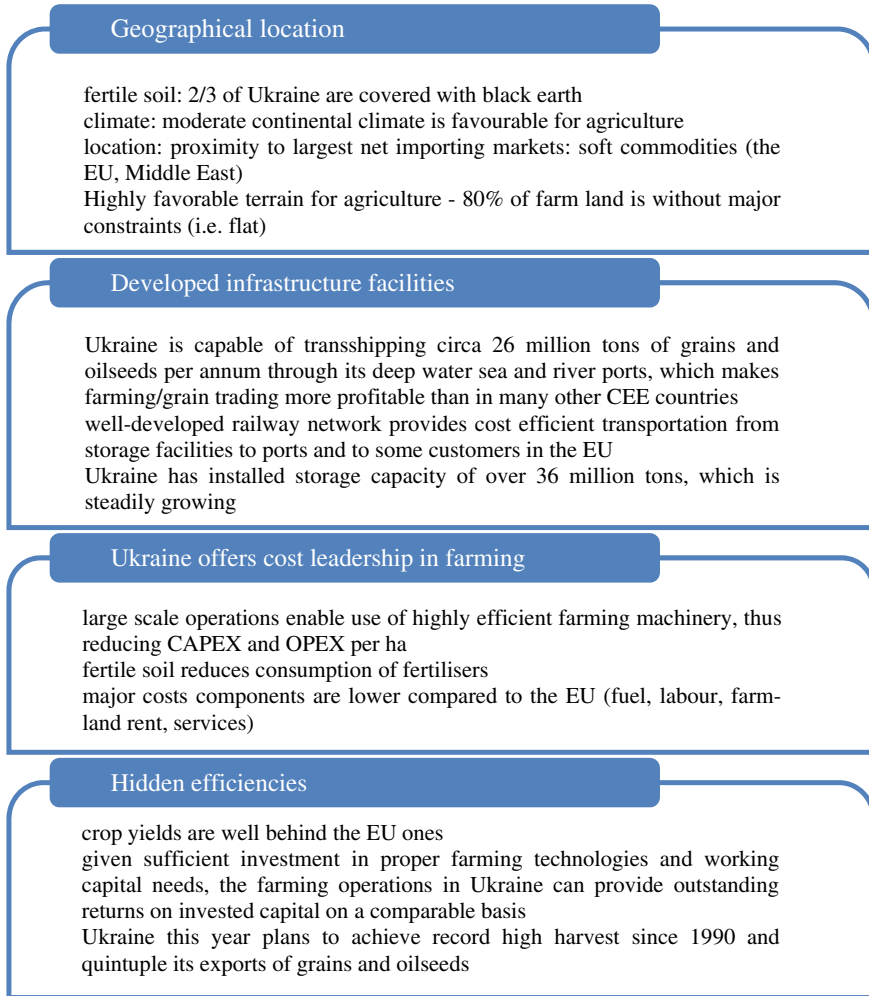 Geographical location
fertile soil: 2/3 of Ukraine are covered with black earth
climate: moderate continental climate is favourable for agriculture
location: proximity to largest net importing markets: soft commodities (the
EU, Middle East)
Highly favorable terrain for agriculture - 80% of farm land is without major
constraints (i.e. flat)
Developed infrastructure facilities
Ukraine is capable of transshipping circa 26 million tons of grains and
oilseeds per annum through its deep water sea and river ports, which makes
farming/grain trading more profitable than in many other CEE countries
well-developed railway network provides cost efficient transportation from
storage facilities to ports and to some customers in the EU
Ukraine has installed storage capacity of over 36 million tons, which is
steadily growing
Ukraine offers cost leadership in farming
large scale operations enable use of highly efficient farming machinery, thus
reducing CAPEX and OPEX per ha
fertile soil reduces consumption of fertilisers
major costs components are lower compared to the EU (fuel, labour, farm-
land rent, services)
Hidden efficiencies
crop yields are well behind the EU ones
given sufficient investment in proper farming technologies and working
capital needs, the farming operations in Ukraine can provide outstanding
returns on invested capital on a comparable basis
Ukraine this year plans to achieve record high harvest since 1990 and
quintuple its exports of grains and oilseeds